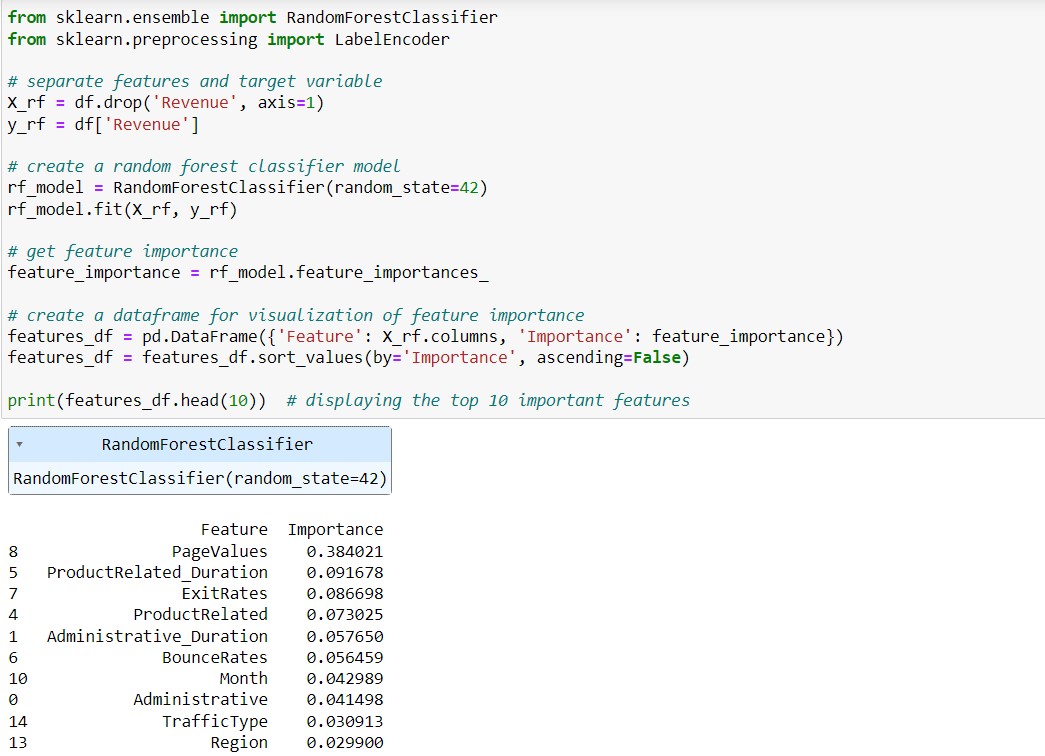 from sklearn.ensemble import RandomForestClassifier
from sklearn.preprocessing import LabelEncoder
# separate features and target variable
X_rf = df.drop('Revenue', axis=1)
y_rf = df['Revenue']
# create a random forest classifier model
rf_model = RandomForestClassifier(random_state=42)
rf_model.fit(X_rf, y_rf)
# get feature importance
feature_importance = rf_model.feature_importances_
# create a dataframe for visualization of feature importance
features_df = pd.DataFrame({'Feature': X_rf.columns, 'Importance': feature_importance})
features_df = features_df.sort_values(by='Importance', ascending=False)
print(features_df.head(10))  # displaying the top 10 important features
RandomForestClassifier
RandomForestClassifier(random_state=42)
Feature Importance
8 PageValues 0.384021
5 ProductRelated_Duration 0.091678
7 ExitRates 0.086698
4 ProductRelated 0.073025
1 Administrative_Duration 0.057650
6 BounceRates 0.056459
10 Month 0.042989
0 Administrative 0.041498
14 TrafficType 0.030913
13 Region 0.029900